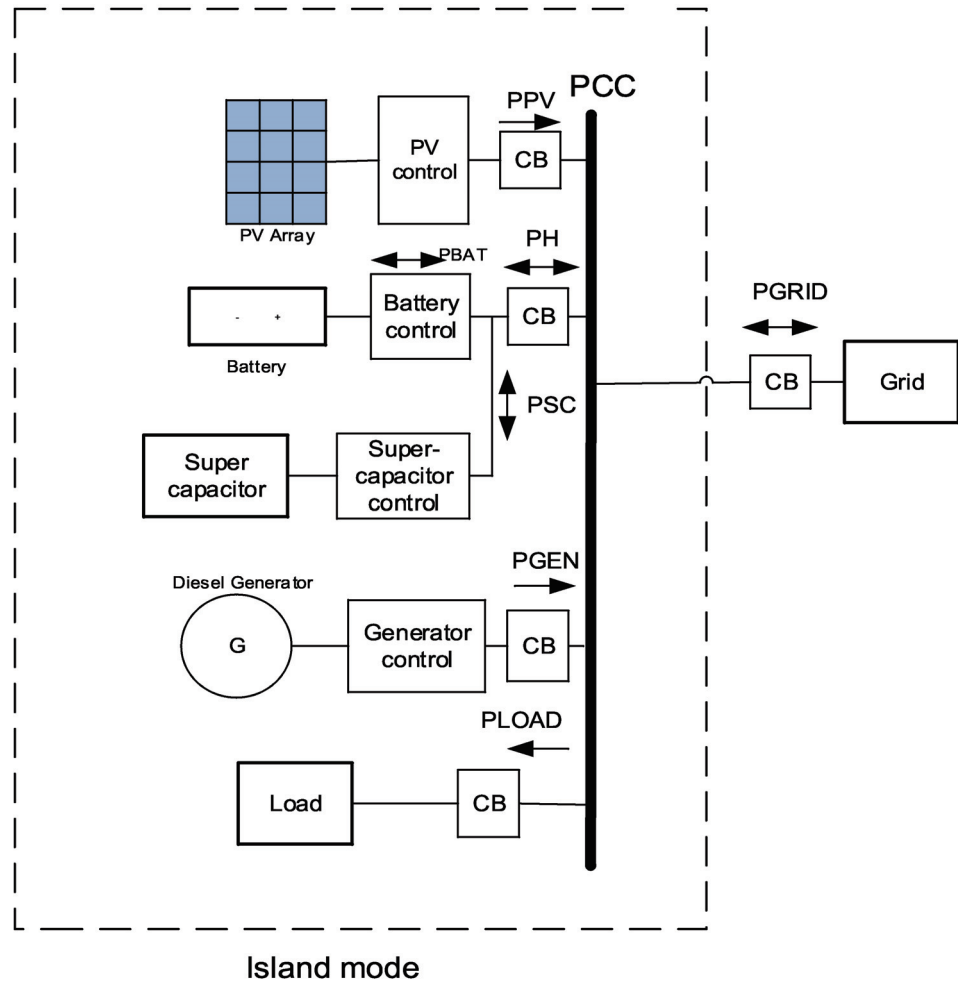 PCC
PPV
PV
control
CB
PV Array
PBAT
PH
Battery
control
CB
- +
Battery
PGRID
CB
Grid
PSC
Super
capacitor
Super-
capacitor
control
PGEN
Diesel Generator
G
Generator
control
CB
PLOAD
Load
CB
Island mode